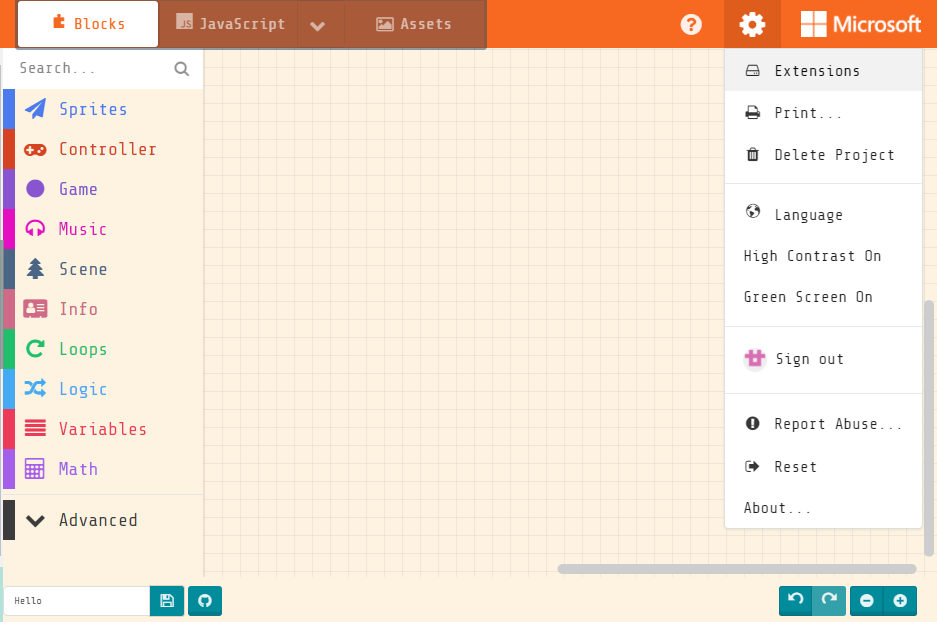 Blocks
JS JavaScript
Assets
Microsoft
Search...
Sprites
Controller
Game
Music
Scene
Info
Loops
Logic
Variables
Math
Advanced
Extensions
Print...
Delete Project
Language
High Contrast On
Green Screen On
Sign out
Report Abuse...
Reset
About...
Hello